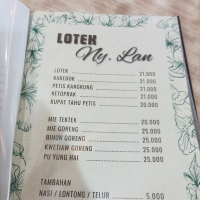 LOTEK
Ny. Lan
LOTEK 21.000
KAREDOK 21.000
PETIS KANGKUNG 21.000
KETOPRAK 21.000
KUPAT TAHU PETIS 21.000
MIE TEKTEK 25.000
MIE GORENG 25.000
BIHUN GORENG 25.000
KWETIAW GORENG 25.000
PU YUNG HAI 25.000
TAMBAHAN
NASI / LONTONG / TELUR 5.000